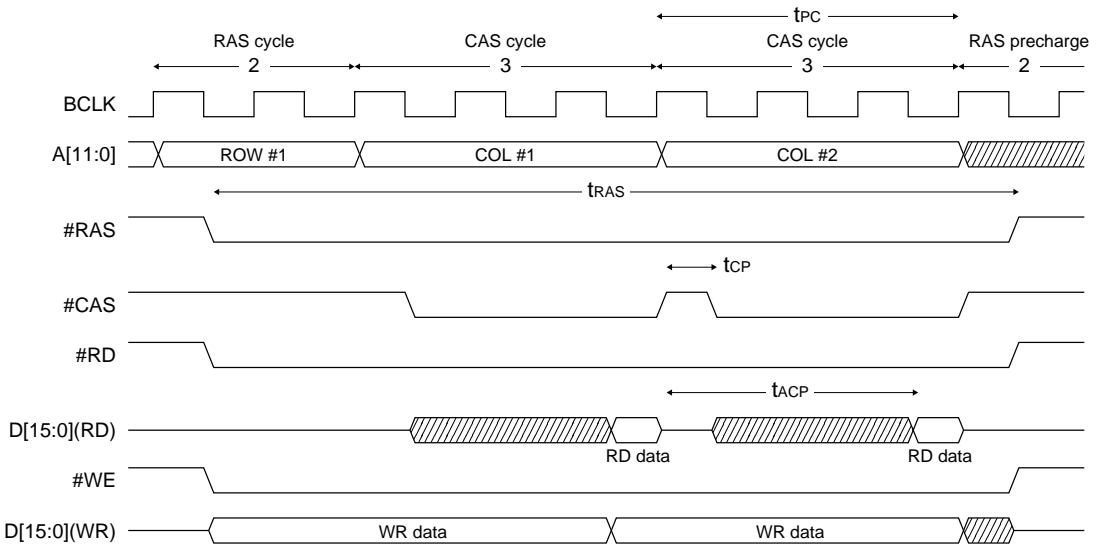 tPC
RAS cycle CAS cycle CAS cycle RAS precharge
2 3 3 2
BCLK
A[11:0] ROW #1 COL #1 COL #2
tRAS
#RAS
tCP
#CAS
#RD
tACP
D[15:0](RD)
RD data RD data
#WE
D[15:0](WR) WR data WR data